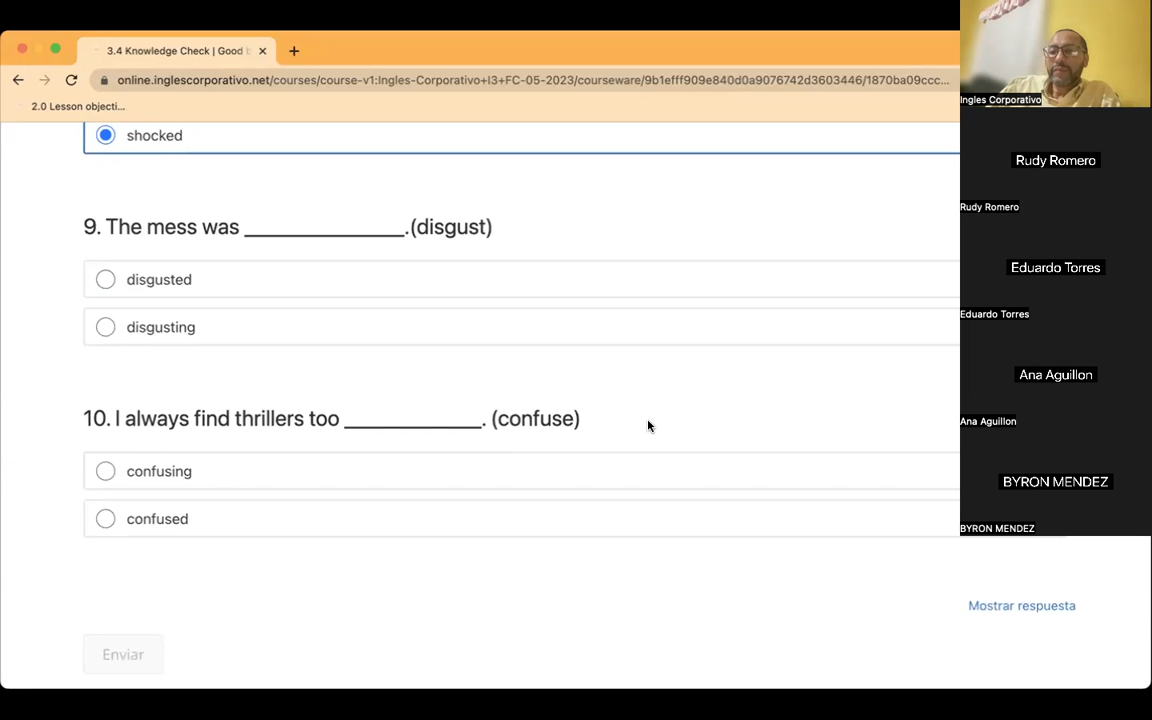 3.4 Knowledge Check | Good
online.inglescorporativo.net/courses/course-v1:Ingles-Corporativo+I3+FC-05-2023/courseware/9b1efff909e840d0a9076742d3603446/1870ba09ccc...
2.0 Lesson objecti...
shocked
9. The mess was _______________.(disgust)
disgusted
disgusting
10. I always find thrillers too _____________. (confuse)
confusing
confused
Mostrar respuesta
Enviar
Ingles Corporativo
Rudy Romero
Rudy Romero
Eduardo Torres
Eduardo Torres
Ana Aguillon
Ana Aguillon
BYRON MENDEZ
BYRON MENDEZ